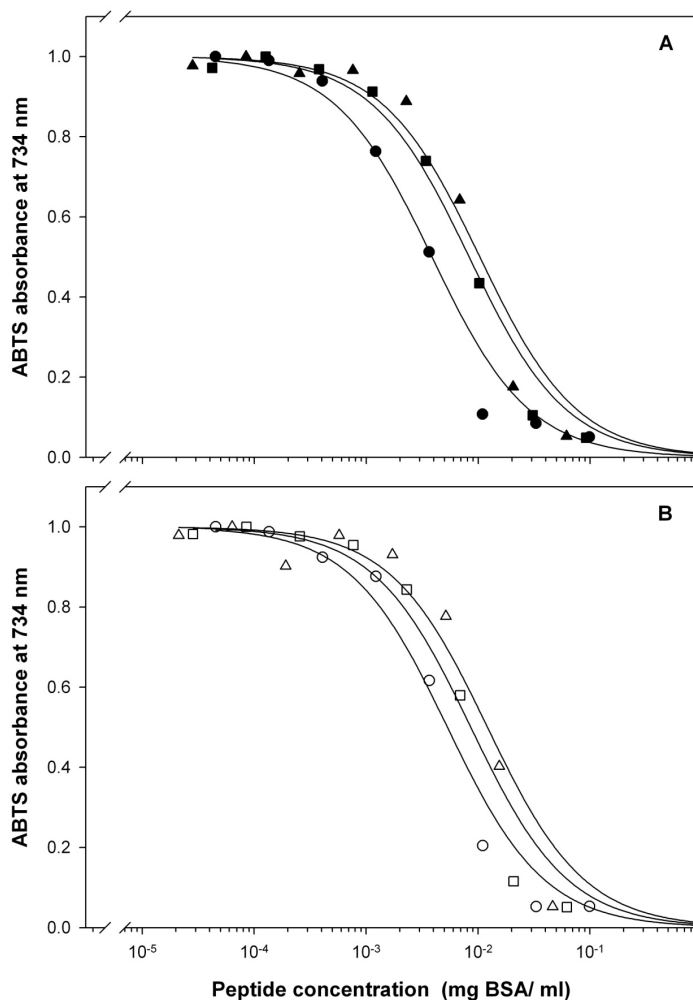 A
1.0
0.8
0.6
0.4
0.2
0.0
ABTS absorbance at 734 nm
B
1.0
0.8
0.6
0.4
0.2
0.0
ABTS absorbance at 734 nm
10⁻⁵ 10⁻⁴ 10⁻³ 10⁻² 10⁻¹
Peptide concentration (mg BSA/ ml)